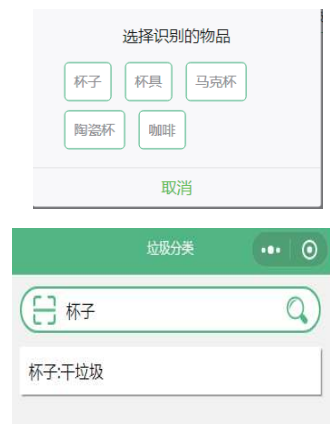 选择识别的物品
杯子 杯具 马克杯
陶瓷杯 咖啡
取消
垃圾分类
杯子
杯子:干垃圾